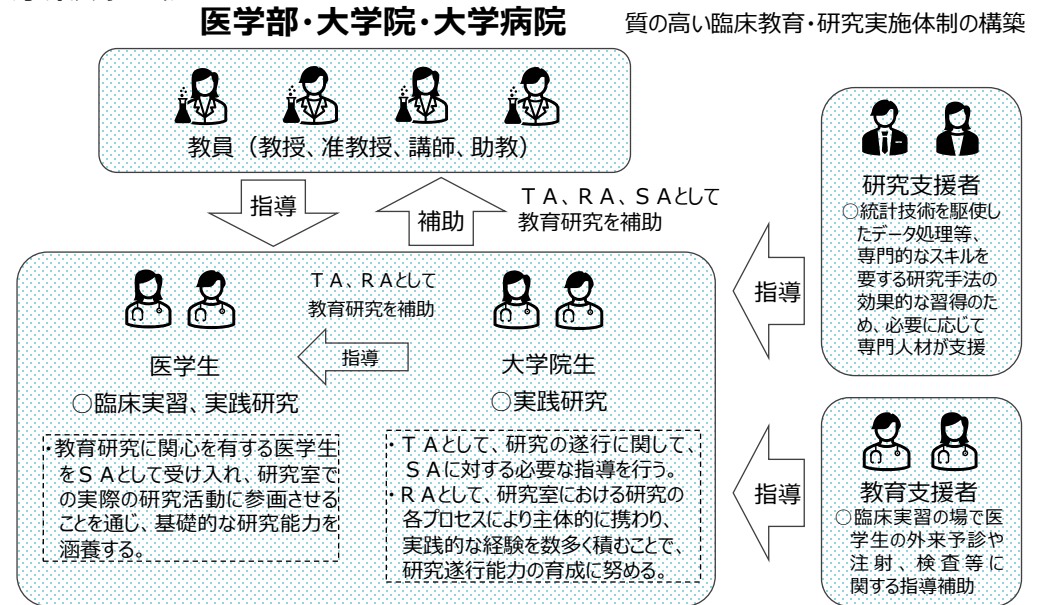 医学部・大学院・大学病院
質の高い臨床教育・研究実施体制の構築
教員（教授、准教授、講師、助教）
指導
補助
ＴＡ、ＲＡ、ＳＡとして
教育研究を補助
ＴＡ、ＲＡとして
教育研究を補助
指導
医学生
○臨床実習、実践研究
・教育研究に関心を有する医学生
をＳＡとして受け入れ、研究室で
の実際の研究活動に参画させる
ことを通じ、基礎的な研究能力を
涵養する。
大学院生
○実践研究
・ＴＡとして、研究の遂行に関して、
ＳＡに対する必要な指導を行う。
・ＲＡとして、研究室における研究の
各プロセスにより主体的に携わり、
実践的な経験を数多く積むことで、
研究遂行能力の育成に努める。
指導
研究支援者
○統計技術を駆使し
たデータ処理等、
専門的なスキルを
要する研究手法の
効果的な習得のた
め、必要に応じて
専門人材が支援
指導
教育支援者
○臨床実習の場で医
学生の外来予診や
注射、検査等に
関する指導補助